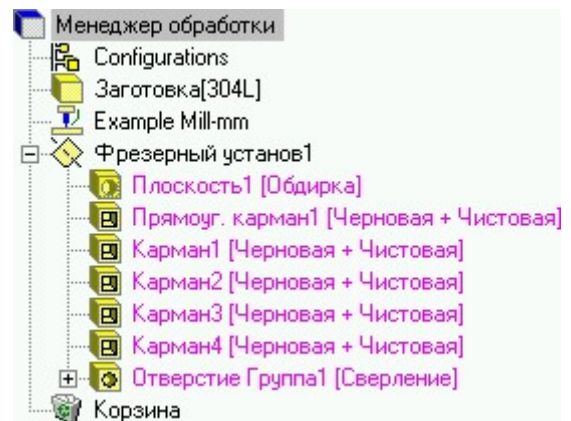 Менеджер обработки
Configurations
Заготовка[304L]
Example Mill-mm
Фрезерный установ1
Плоскость1 [Обдирка]
Прямоуг. карман1 [Черновая + Чистовая]
Карман1 [Черновая + Чистовая]
Карман2 [Черновая + Чистовая]
Карман3 [Черновая + Чистовая]
Карман4 [Черновая + Чистовая]
Отверстие Группа1 [Сверление]
Корзина